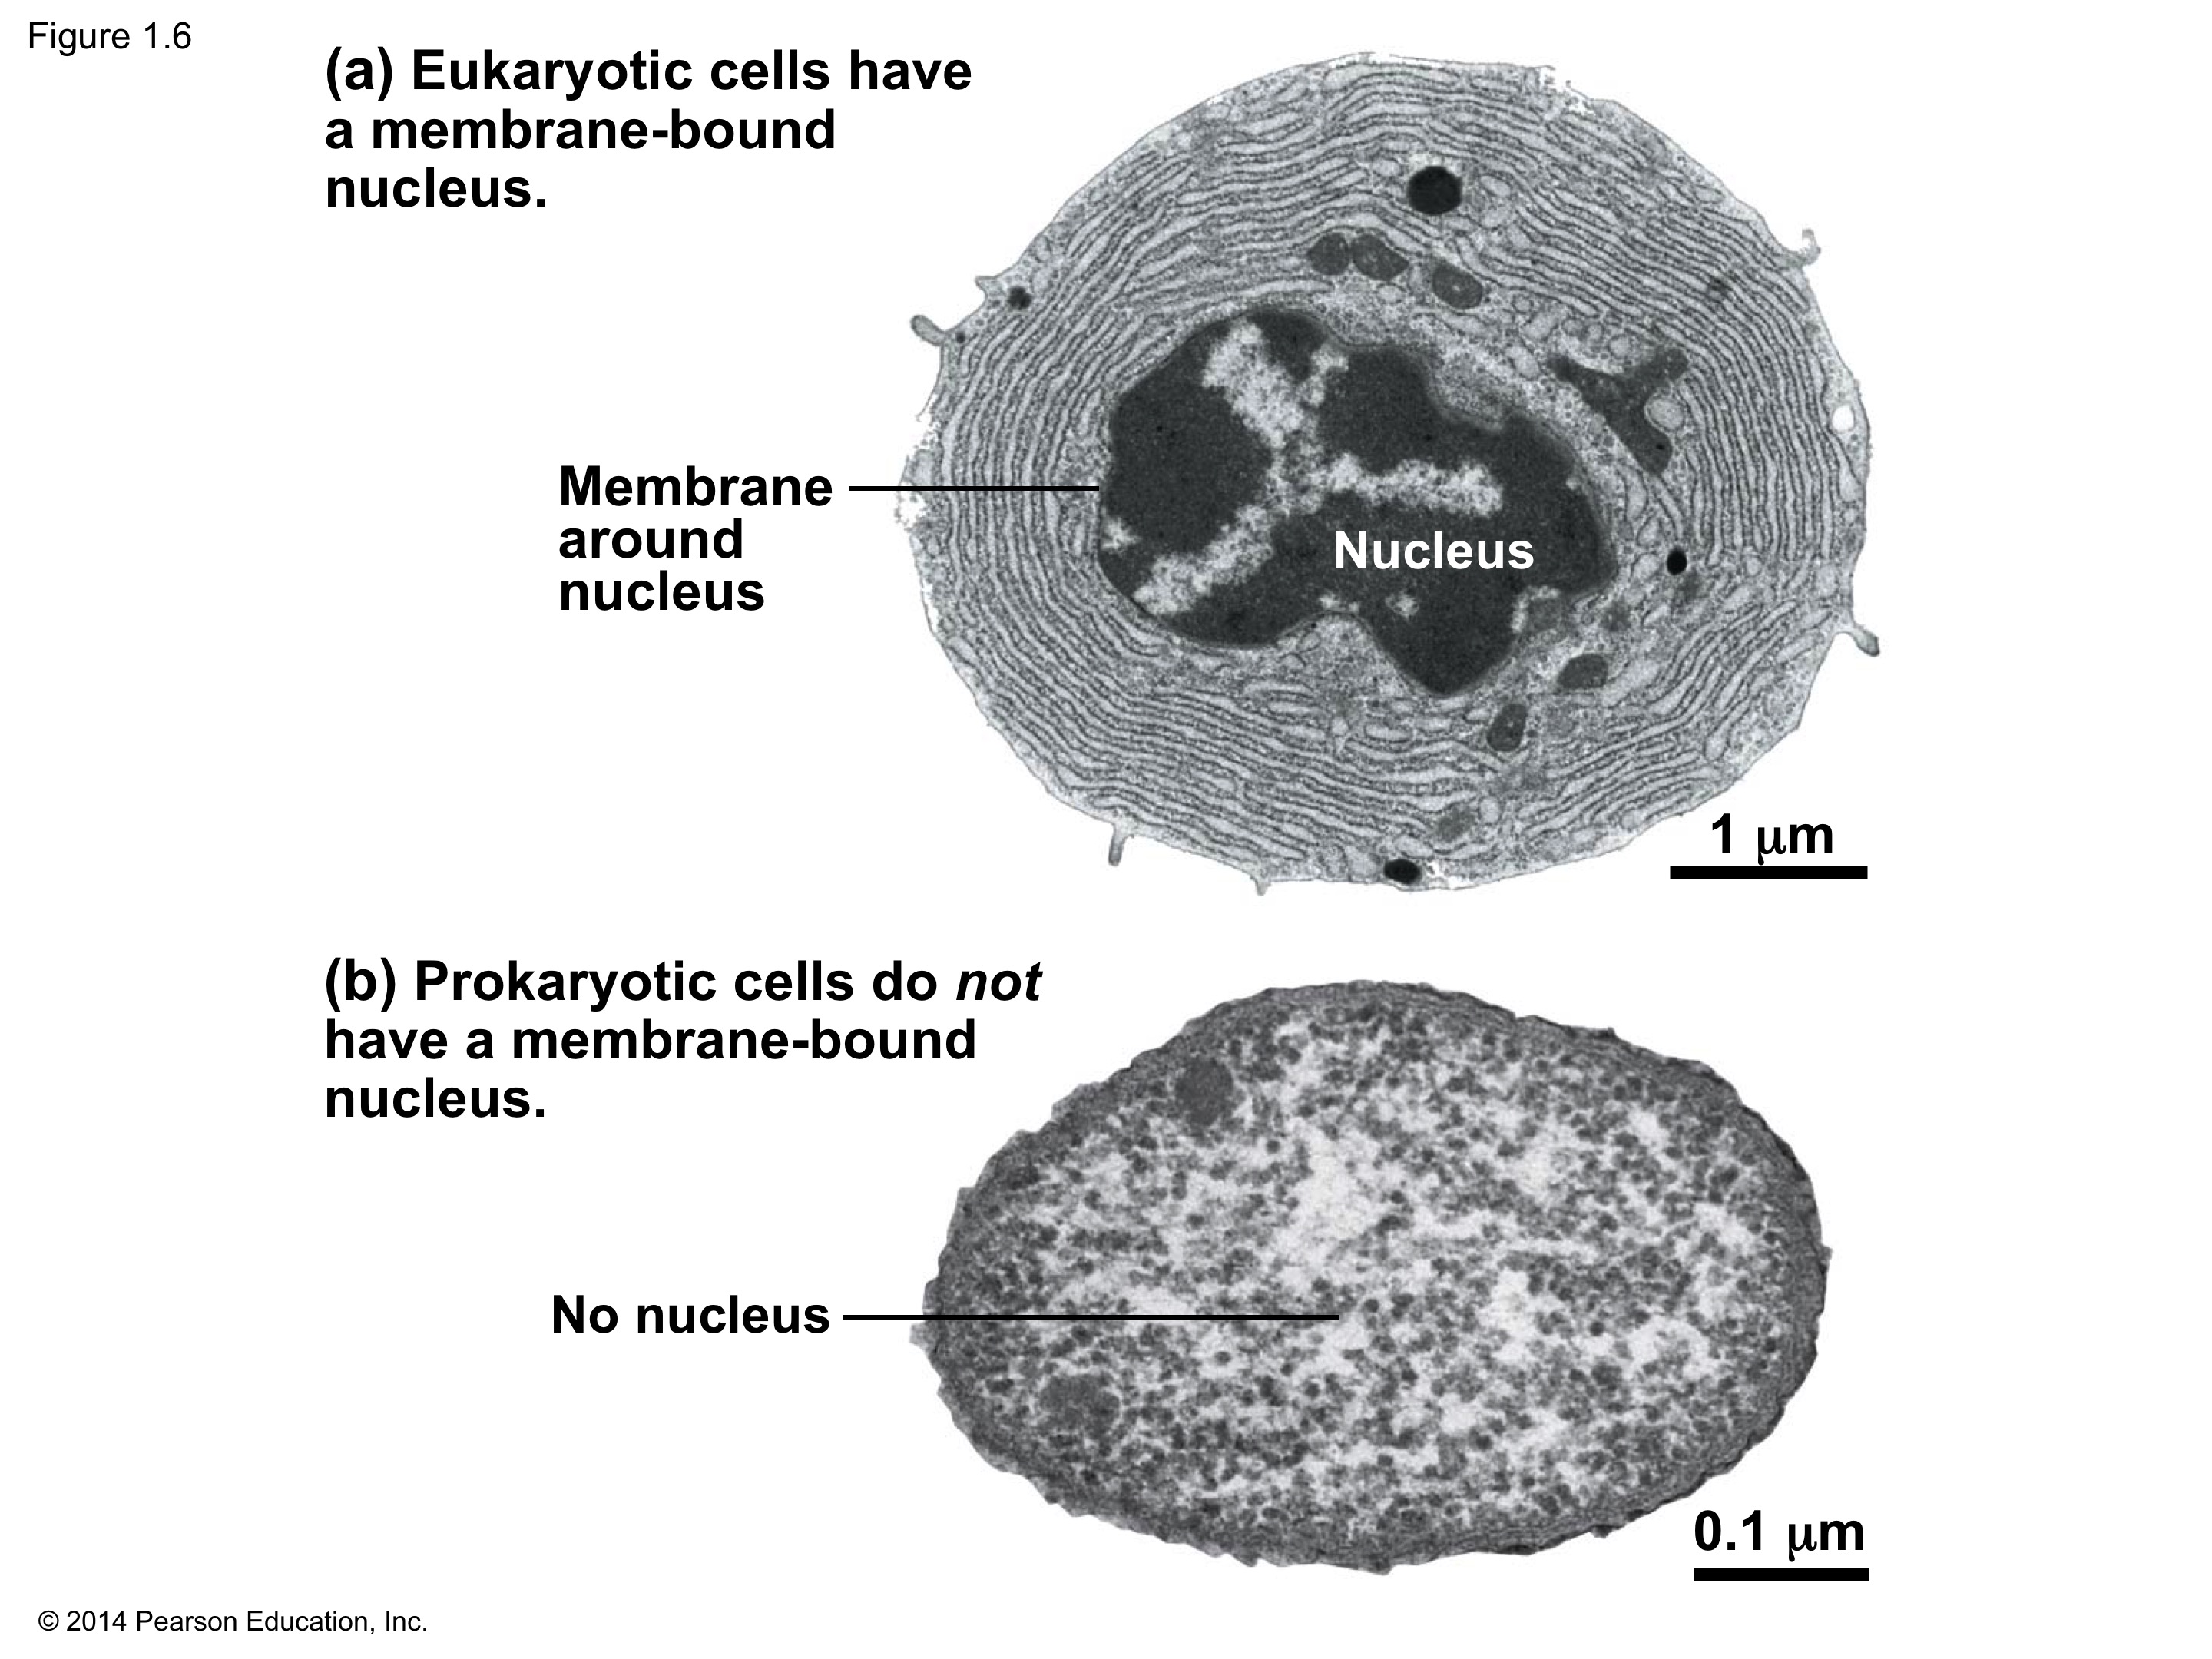 Figure 1.6
(a) Eukaryotic cells have
a membrane-bound
nucleus.
Membrane
around
nucleus
Nucleus
1 μm
(b) Prokaryotic cells do not
have a membrane-bound
nucleus.
No nucleus
0.1 μm
© 2014 Pearson Education, Inc.